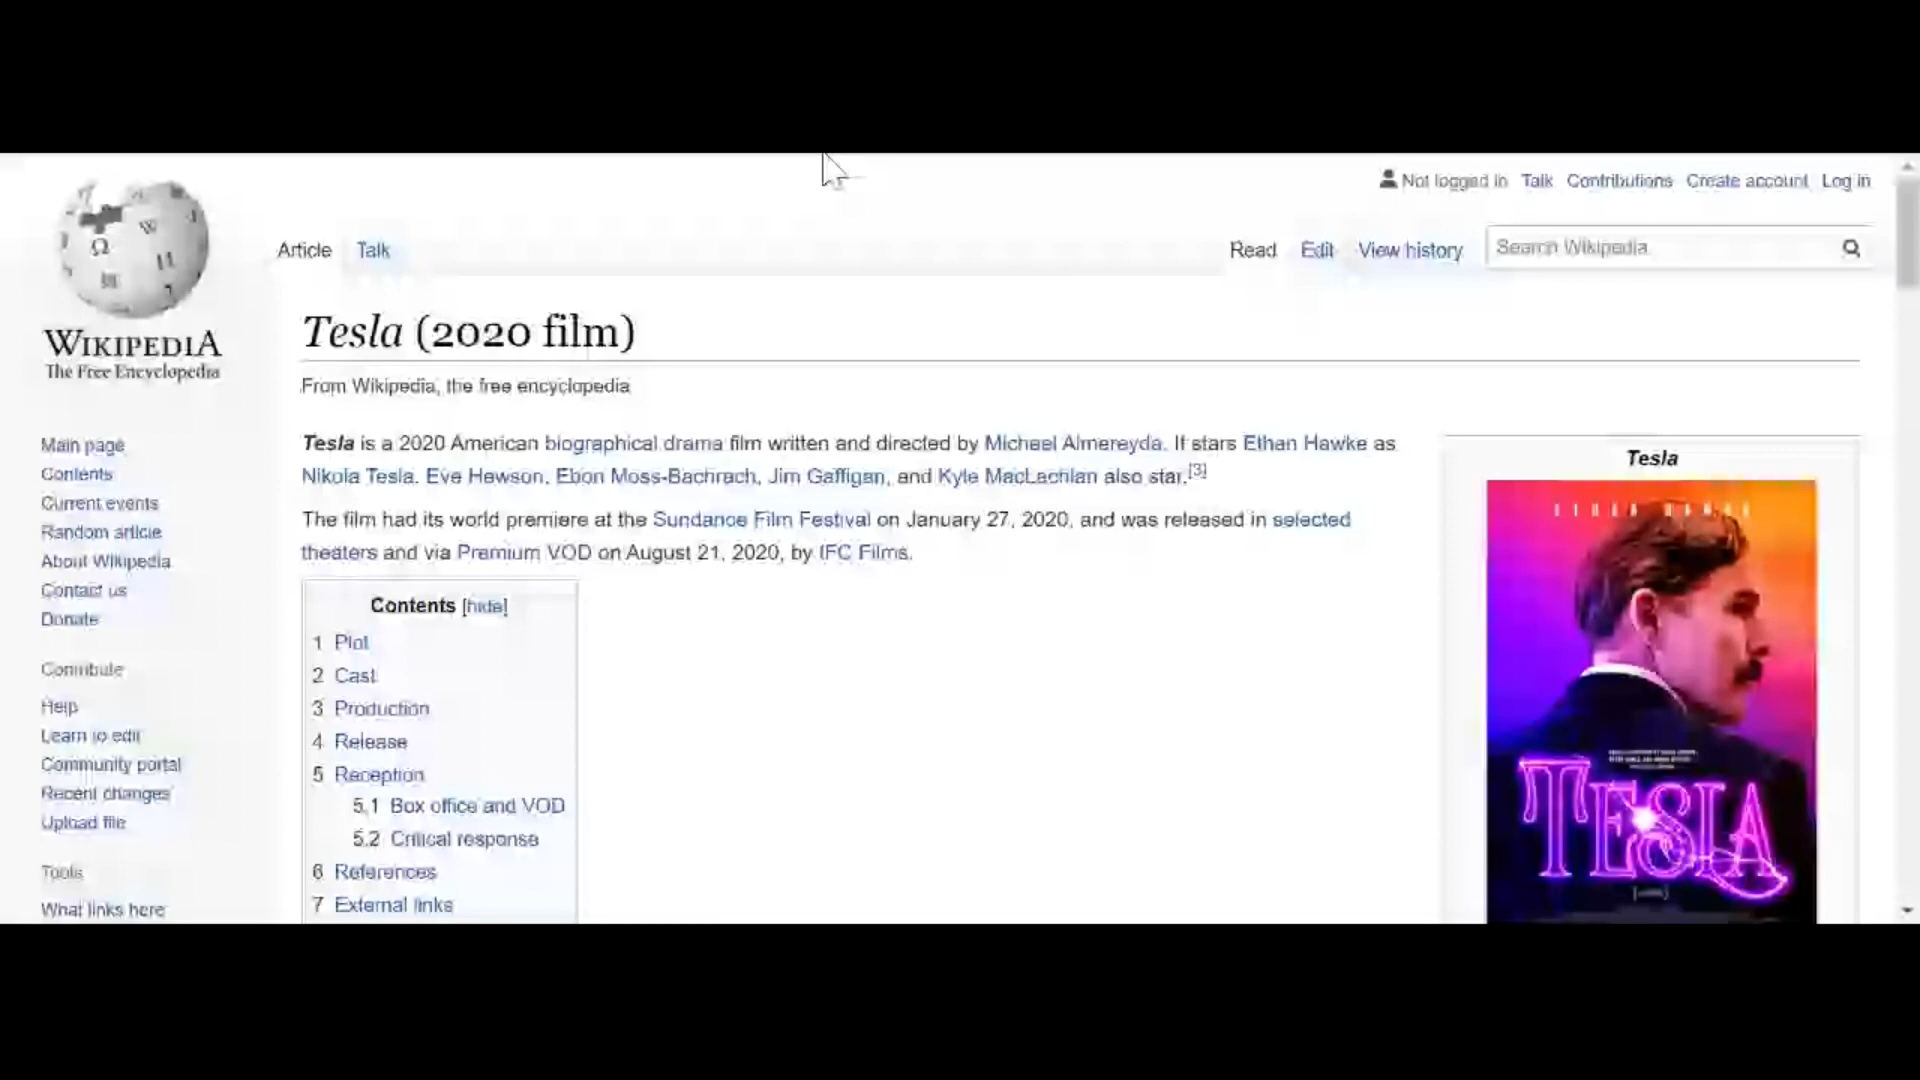 Not logged in Talk Contributions Create account Log in
Article Talk Read Edit View history Search Wikipedia
WIKIPEDIA
The Free Encyclopedia
Tesla (2020 film)
From Wikipedia, the free encyclopedia
Tesla is a 2020 American biographical drama film written and directed by Michael Almereyda. It stars Ethan Hawke as
Nikola Tesla. Eve Hewson, Ebon Moss-Bachrach, Jim Gaffigan, and Kyle MacLachlan also star.[3]
The film had its world premiere at the Sundance Film Festival on January 27, 2020, and was released in selected
theaters and via Premium VOD on August 21, 2020, by IFC Films.
Main page
Contents
Current events
Random article
About Wikipedia
Contact us
Donate
Contribute
Help
Learn to edit
Community portal
Recent changes
Upload file
Tools
What links here
Contents [hide]
1 Plot
2 Cast
3 Production
4 Release
5 Reception
5.1 Box office and VOD
5.2 Critical response
6 References
7 External links
Tesla
ETHAN HAWKE
TESLA